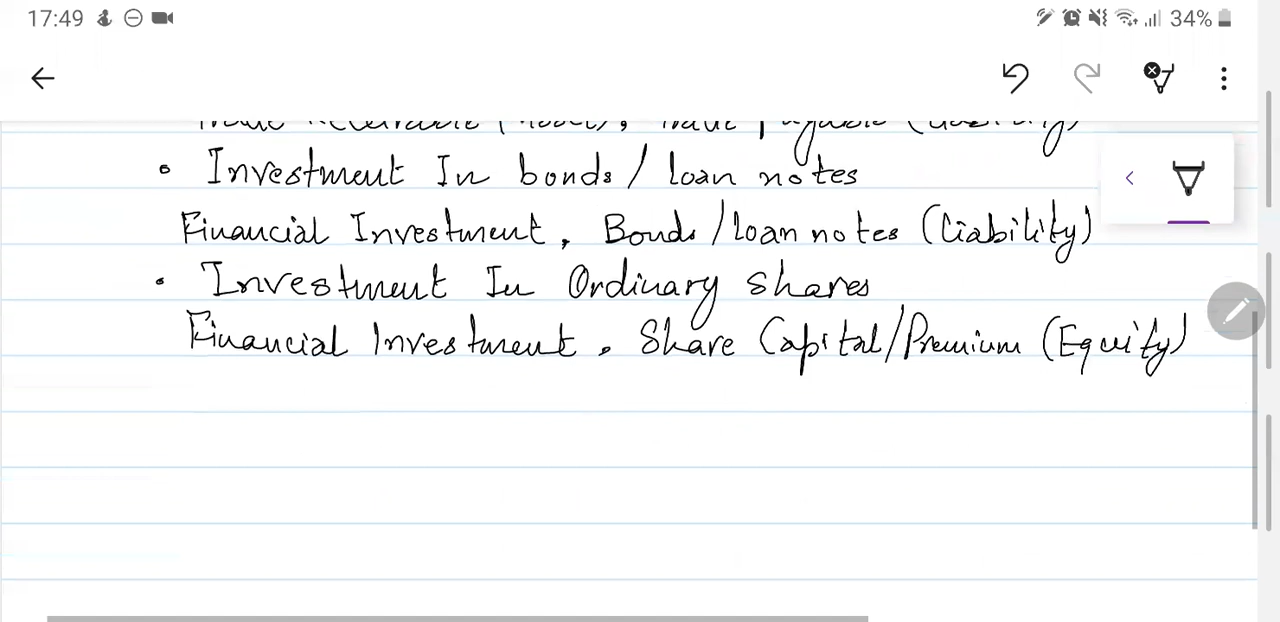 17:49 34%
• Investment In bonds/loan notes
Financial Investment, Bonds/Loan notes (Liability)
• Investment In Ordinary shares
Financial Investment, Share Capital/Premium (Equity)